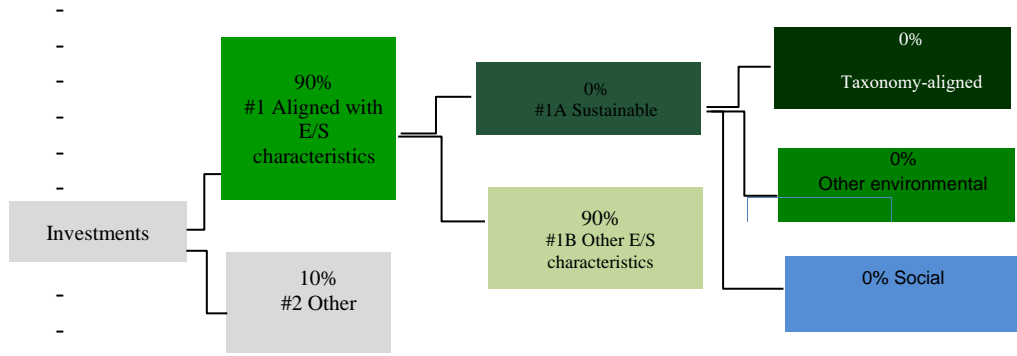 -
-
-
-
-
-
Investments
-
-
90%
#1 Aligned with
E/S
characteristics
10%
#2 Other
0%
#1A Sustainable
90%
#1B Other E/S
characteristics
0%
Taxonomy-aligned
0%
Other environmental
0% Social